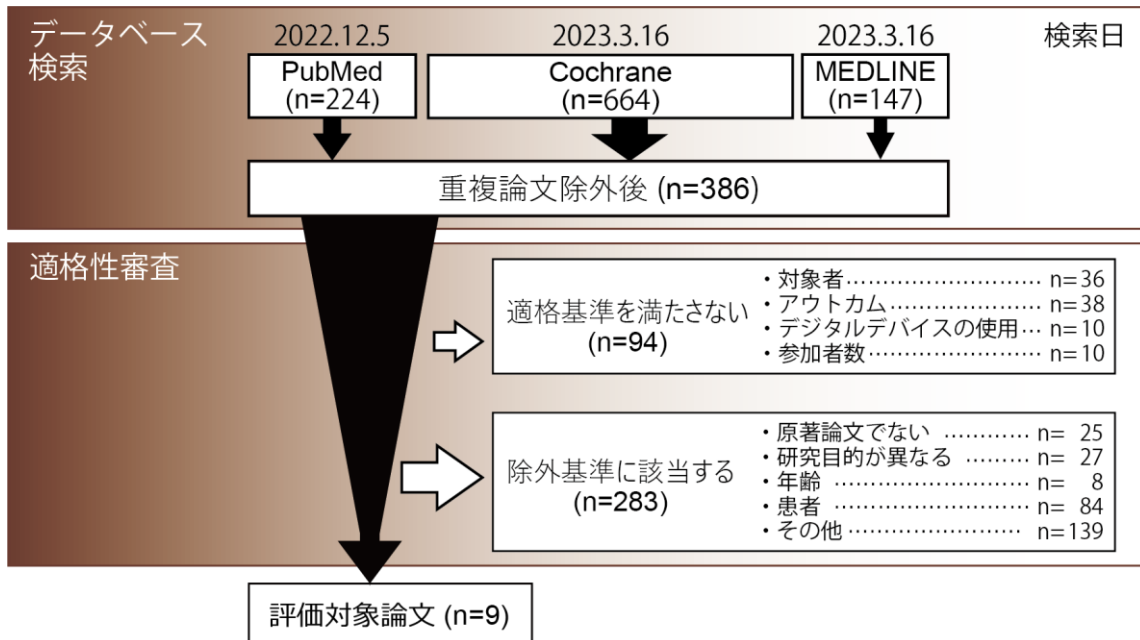 データベース
検索
2022.12.5
2023.3.16
2023.3.16
検索日
PubMed
(n=224)
Cochrane
(n=664)
MEDLINE
(n=147)
重複論文除外後 (n=386)
適格性審査
適格基準を満たさない
(n=94)
・対象者………………………… n=36
・アウトカム…………………… n=38
・デジタルデバイスの使用… n=10
・参加者数……………………… n=10
除外基準に該当する
(n=283)
・原著論文でない ………… n= 25
・研究目的が異なる ……… n= 27
・年齢 ……………………… n= 8
・患者 ……………………… n= 84
・その他 …………………… n=139
評価対象論文 (n=9)